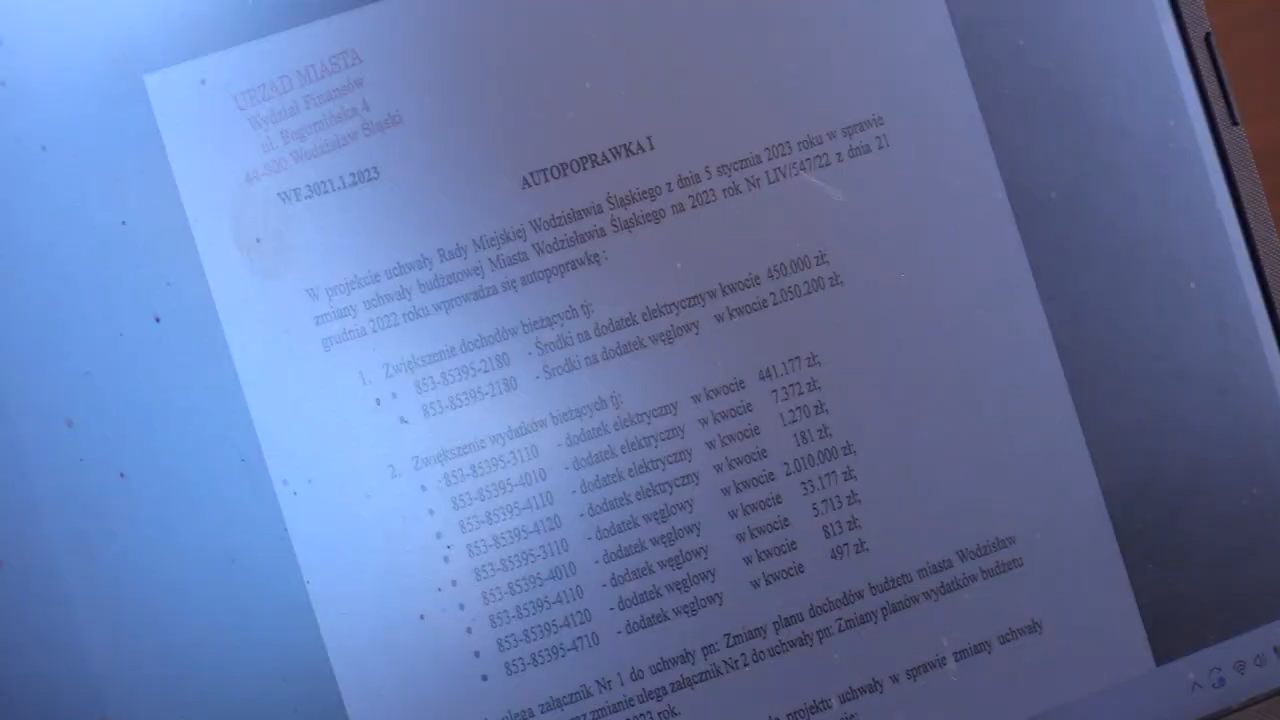 URZĄD MIASTA
Wydział Finansów
ul. Bogumińska 4
44-300 Wodzisław Śląski
WF.3021.1.2023
AUTOPOPRAWKA I
W projekcie uchwały Rady Miejskiej Wodzisławia Śląskiego z dnia 5 stycznia 2023 roku w sprawie
zmiany uchwały budżetowej Miasta Wodzisławia Śląskiego na 2023 rok Nr LIV/547/22 z dnia 21
grudnia 2022 roku wprowadza się autopoprawkę :
1. Zwiększenie dochodów bieżących tj;
• 853-85395-2180 - Środki na dodatek elektryczny w kwocie 450.000 zł;
• 853-85395-2180 - Środki na dodatek węglowy w kwocie 2.050.200 zł;
2. Zwiększenie wydatków bieżących tj;
• 853-85395-3110 - dodatek elektryczny w kwocie 441.177 zł;
• 853-85395-4010 - dodatek elektryczny w kwocie 7.372 zł;
• 853-85395-4110 - dodatek elektryczny w kwocie 1.270 zł;
• 853-85395-4120 - dodatek elektryczny w kwocie 181 zł;
• 853-85395-3110 - dodatek węglowy w kwocie 2.010.000 zł;
• 853-85395-4010 - dodatek węglowy w kwocie 33.177 zł;
• 853-85395-4110 - dodatek węglowy w kwocie 5.713 zł;
• 853-85395-4120 - dodatek węglowy w kwocie 813 zł;
• 853-85395-4710 - dodatek węglowy w kwocie 497 zł;
ulega załącznik Nr 1 do uchwały pn: Zmiany planu dochodów budżetu miasta Wodzisław
zmianie ulega załącznik Nr 2 do uchwały pn: Zmiany planów wydatków budżetu
2023 rok.
projektu uchwały w sprawie zmiany uchwały